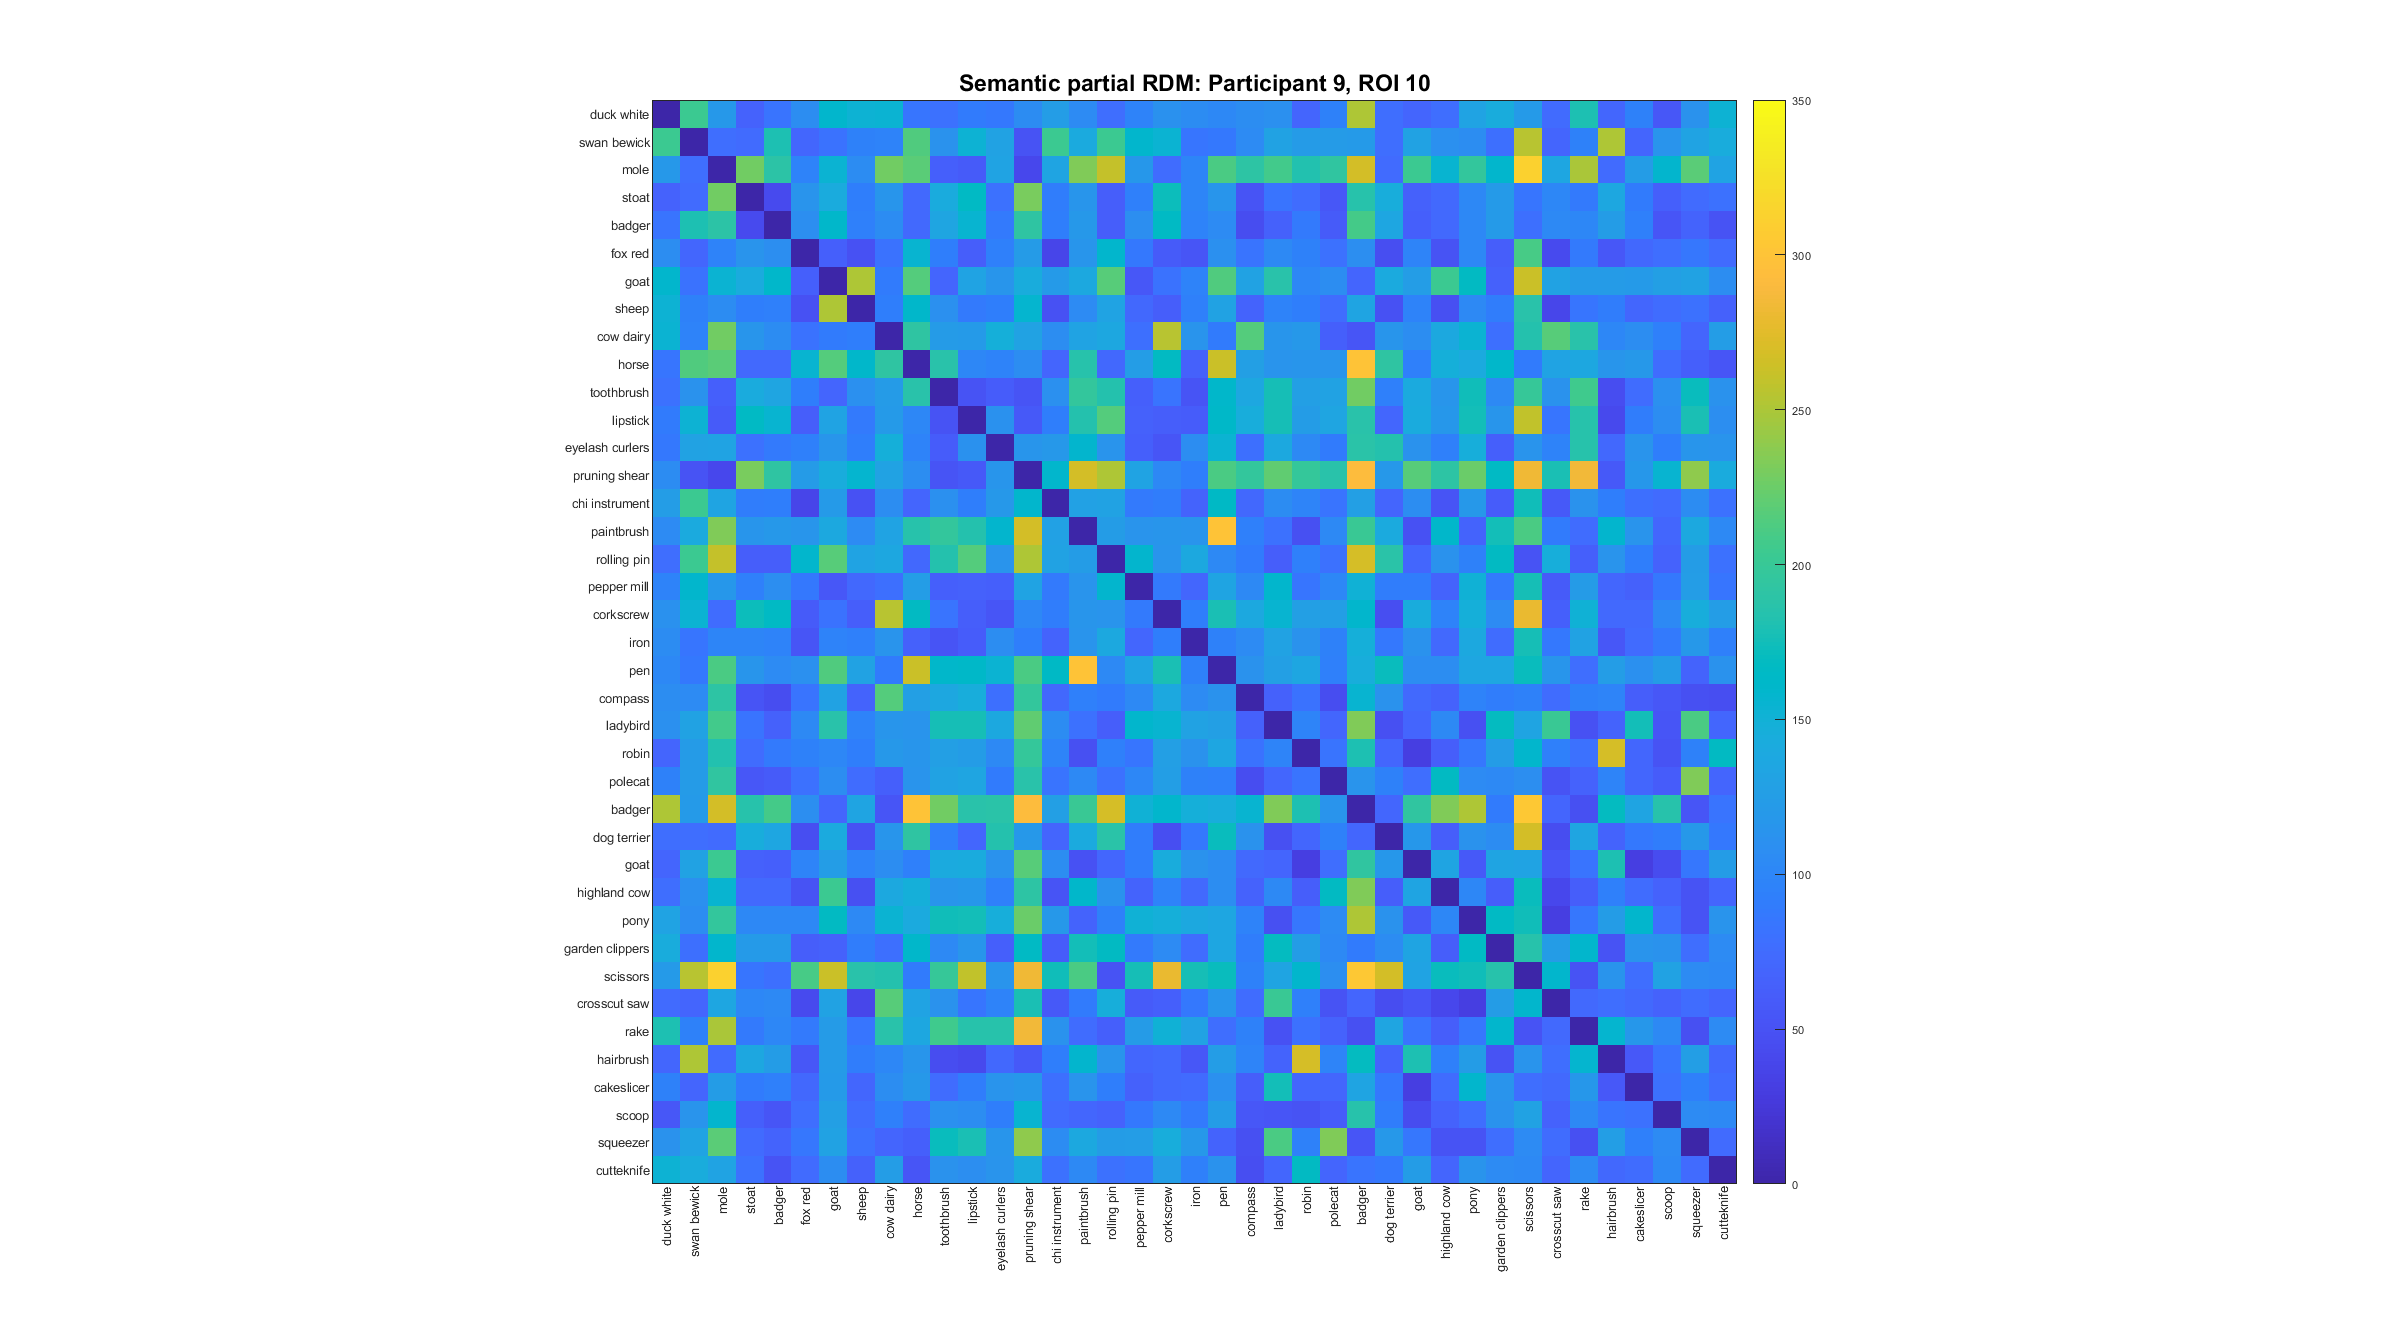 Semantic partial RDM: Participant 9, ROI 10
duck white
swan bewick
mole
stoat
badger
fox red
goat
sheep
cow dairy
horse
toothbrush
lipstick
eyelash curlers
pruning shear
chi instrument
paintbrush
rolling pin
pepper mill
corkscrew
iron
pen
compass
ladybird
robin
polecat
badger
dog terrier
goat
highland cow
pony
garden clippers
scissors
crosscut saw
rake
hairbrush
cakeslicer
scoop
squeezer
cutteknife
duck white
swan bewick
mole
stoat
badger
fox red
goat
sheep
cow dairy
horse
toothbrush
lipstick
eyelash curlers
pruning shear
chi instrument
paintbrush
rolling pin
pepper mill
corkscrew
iron
pen
compass
ladybird
robin
polecat
badger
dog terrier
goat
highland cow
pony
garden clippers
scissors
crosscut saw
rake
hairbrush
cakeslicer
scoop
squeezer
cutteknife
350
300
250
200
150
100
50
0